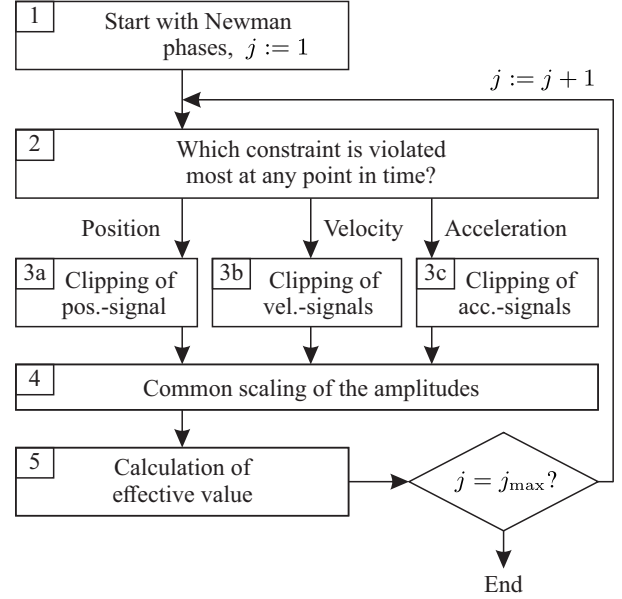 1
Start with Newman
phases, j := 1
j := j + 1
2
Which constraint is violated
most at any point in time?
Position
Velocity
Acceleration
3a
Clipping of
pos.-signal
3b
Clipping of
vel.-signals
3c
Clipping of
acc.-signals
4
Common scaling of the amplitudes
5
Calculation of
effective value
j = jmax?
End